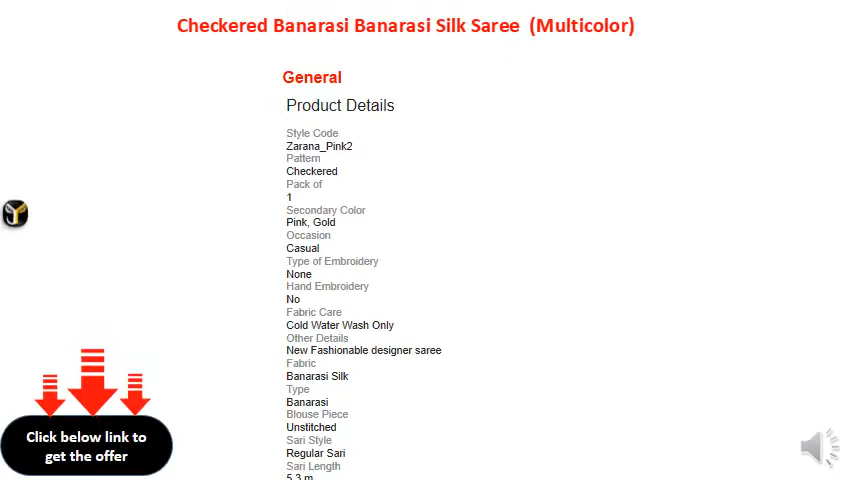 Checkered Banarasi Banarasi Silk Saree (Multicolor)
General
Product Details
Style Code
Zarana_Pink2
Pattern
Checkered
Pack of
1
Secondary Color
Pink, Gold
Occasion
Casual
Type of Embroidery
None
Hand Embroidery
No
Fabric Care
Cold Water Wash Only
Other Details
New Fashionable designer saree
Fabric
Banarasi Silk
Type
Banarasi
Blouse Piece
Unstitched
Sari Style
Regular Sari
Sari Length
5.3 m
Click below link to
get the offer